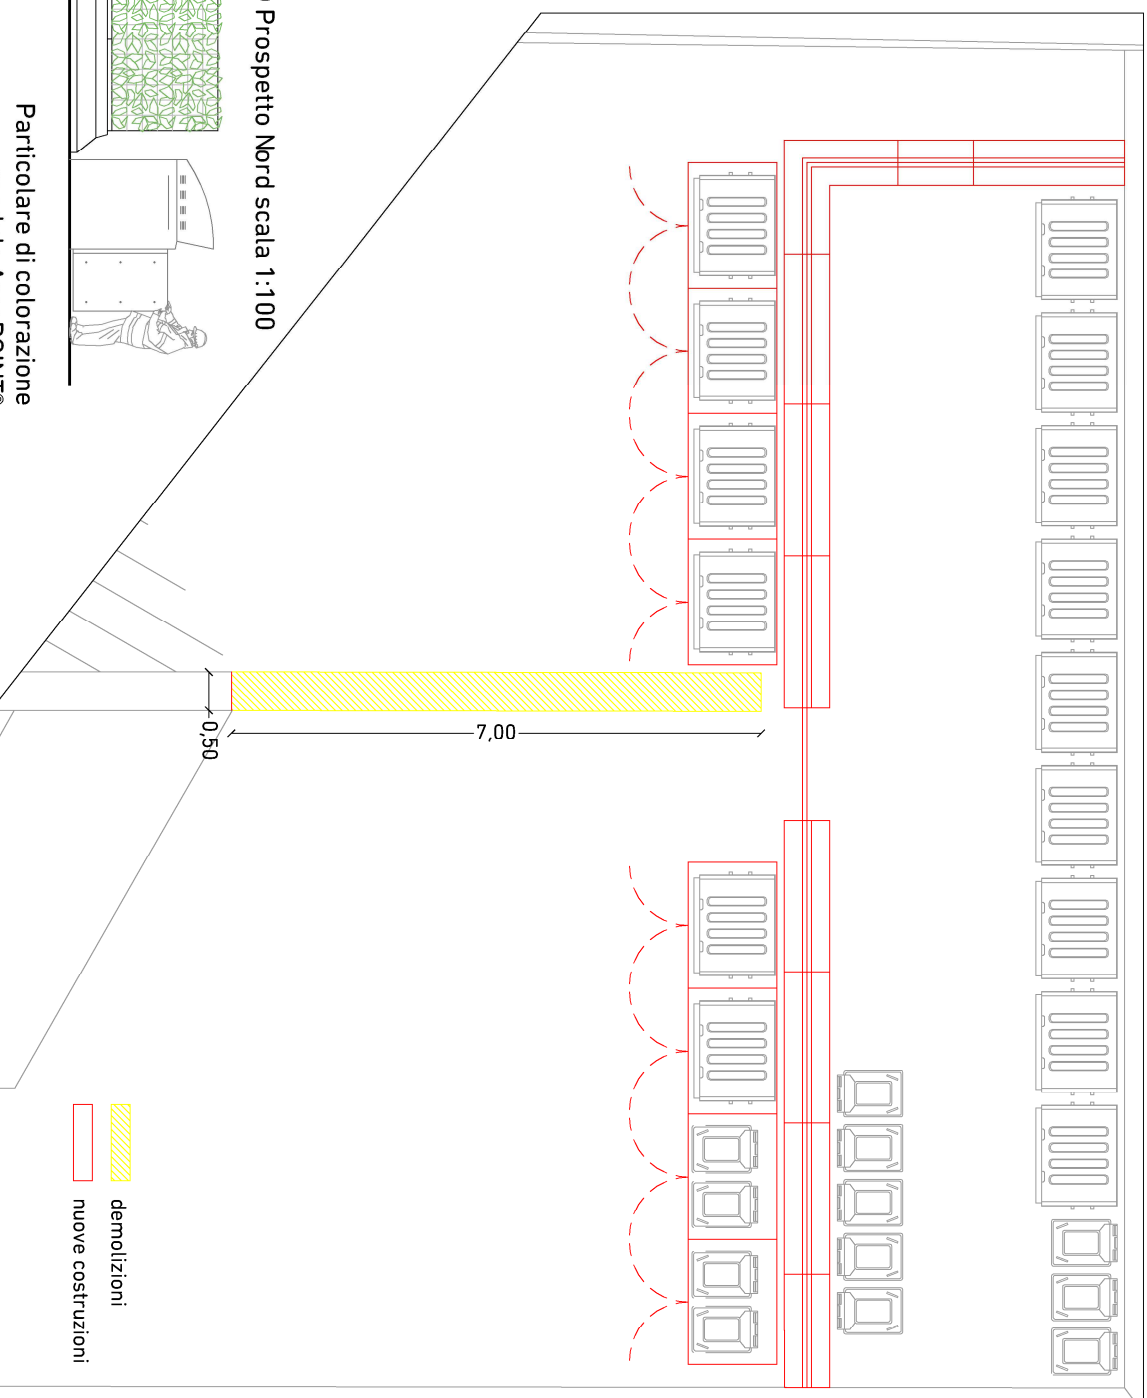 Prospetto Nord scala 1:100
Particolare di colorazione
7,00
0,50
demolizioni
nuove costruzioni